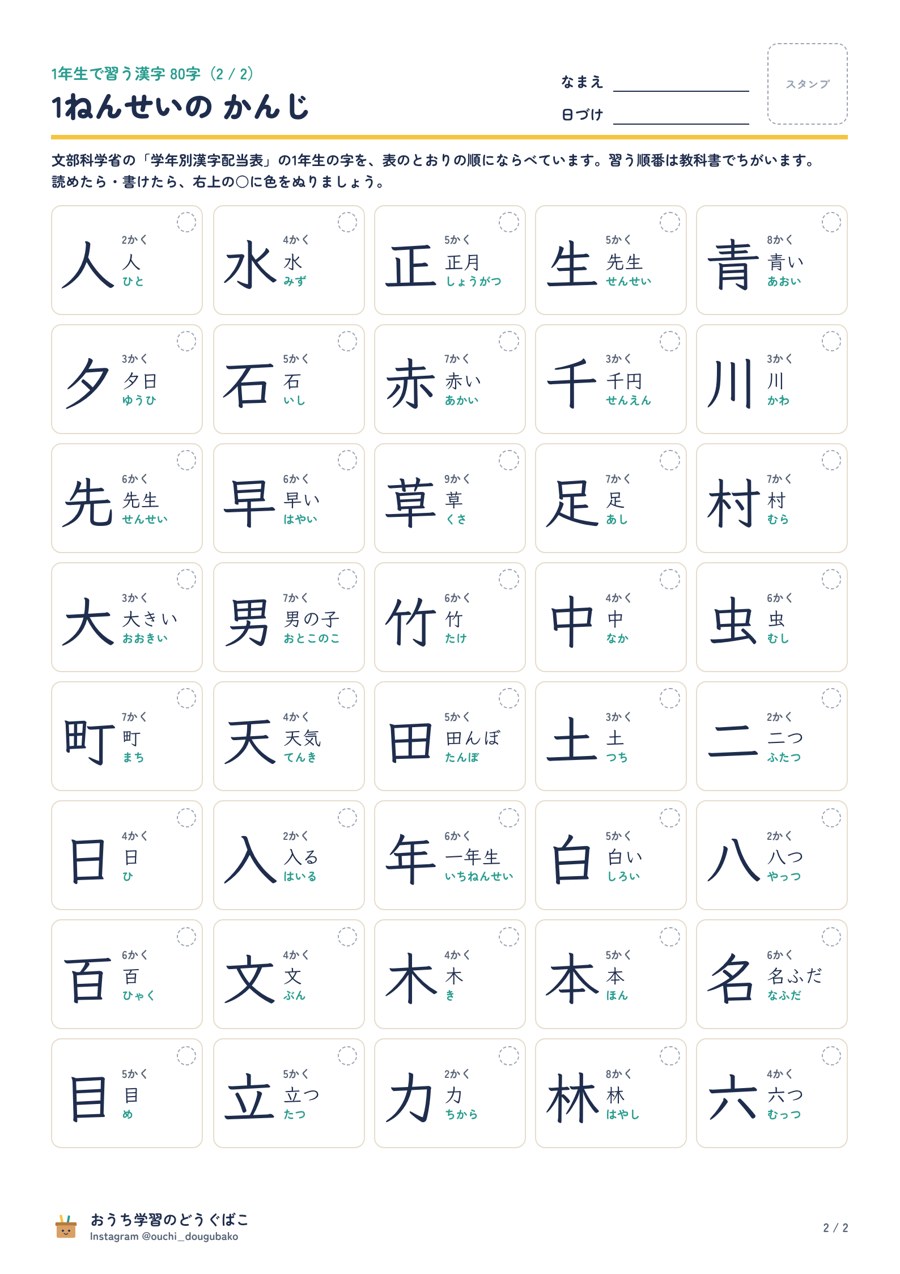 1年生で習う漢字 80字（2 / 2）
1ねんせいの かんじ
なまえ
日づけ
スタンプ
文部科学省の「学年別漢字配当表」の1年生の字を、表のとおりの順にならべています。習う順番は教科書でちがいます。
読めたら・書けたら、右上の○に色をぬりましょう。
人 2かく 人 ひと
水 4かく 水 みず
正 5かく 正月 しょうがつ
生 5かく 先生 せんせい
青 8かく 青い あおい
夕 3かく 夕日 ゆうひ
石 5かく 石 いし
赤 7かく 赤い あかい
千 3かく 千円 せんえん
川 3かく 川 かわ
先 6かく 先生 せんせい
早 6かく 早い はやい
草 9かく 草 くさ
足 7かく 足 あし
村 7かく 村 むら
大 3かく 大きい おおきい
男 7かく 男の子 おとこのこ
竹 6かく 竹 たけ
中 4かく 中 なか
虫 6かく 虫 むし
町 7かく 町 まち
天 4かく 天気 てんき
田 5かく 田んぼ たんぼ
土 3かく 土 つち
二 2かく 二つ ふたつ
日 4かく 日 ひ
入 2かく 入る はいる
年 6かく 一年生 いちねんせい
白 5かく 白い しろい
八 2かく 八つ やっつ
百 6かく 百 ひゃく
文 4かく 文 ぶん
木 4かく 木 き
本 5かく 本 ほん
名 6かく 名ふだ なふだ
目 5かく 目 め
立 5かく 立つ たつ
力 2かく 力 ちから
林 8かく 林 はやし
六 4かく 六つ むっつ
おうち学習のどうぐばこ
Instagram @ouchi_dougubako
2 / 2